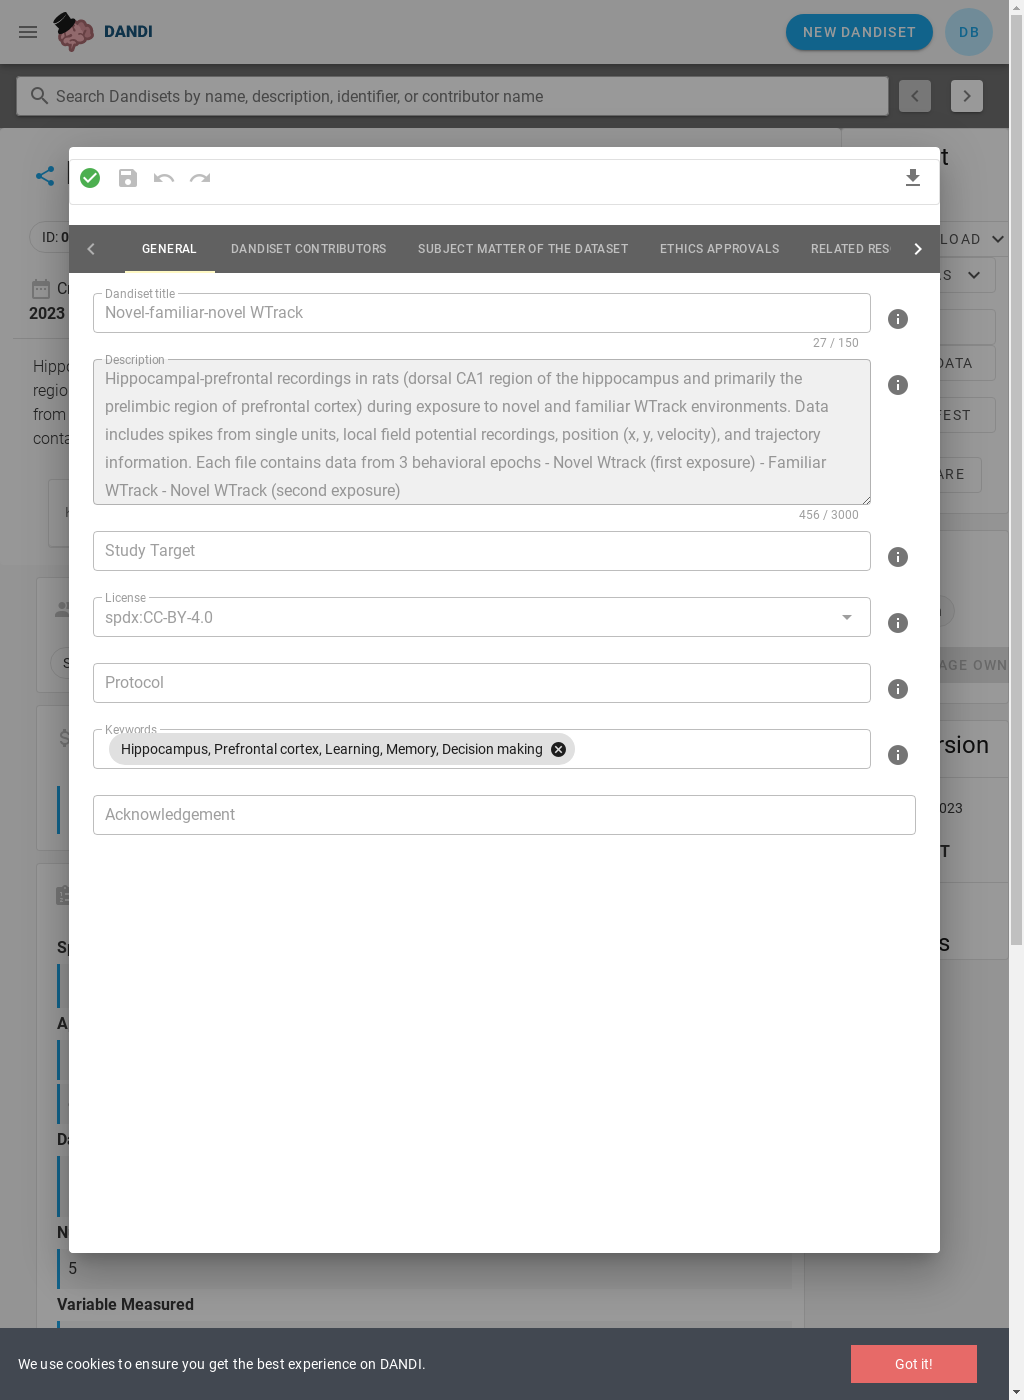 DANDI
NEW DANDISET
DB
Search Dandisets by name, description, identifier, or contributor name
ID: 0
2023
Hippo
regio
from
conta
LOAD
S
DATA
FEST
ARE
GENERAL
DANDISET CONTRIBUTORS
SUBJECT MATTER OF THE DATASET
ETHICS APPROVALS
RELATED RES
Dandiset title
Novel-familiar-novel WTrack
27 / 150
Description
Hippocampal-prefrontal recordings in rats (dorsal CA1 region of the hippocampus and primarily the
prelimbic region of prefrontal cortex) during exposure to novel and familiar WTrack environments. Data
includes spikes from single units, local field potential recordings, position (x, y, velocity), and trajectory
information. Each file contains data from 3 behavioral epochs - Novel Wtrack (first exposure) - Familiar
WTrack - Novel WTrack (second exposure)
456 / 3000
Study Target
License
spdx:CC-BY-4.0
AGE OWN
Protocol
Keywords
Hippocampus, Prefrontal cortex, Learning, Memory, Decision making
rsion
Acknowledgement
023
T
s
5
Variable Measured
We use cookies to ensure you get the best experience on DANDI.
Got it!